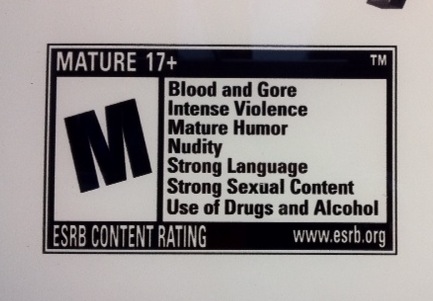 MATURE 17+ TM
M
Blood and Gore
Intense Violence
Mature Humor
Nudity
Strong Language
Strong Sexual Content
Use of Drugs and Alcohol
ESRB CONTENT RATING www.esrb.org